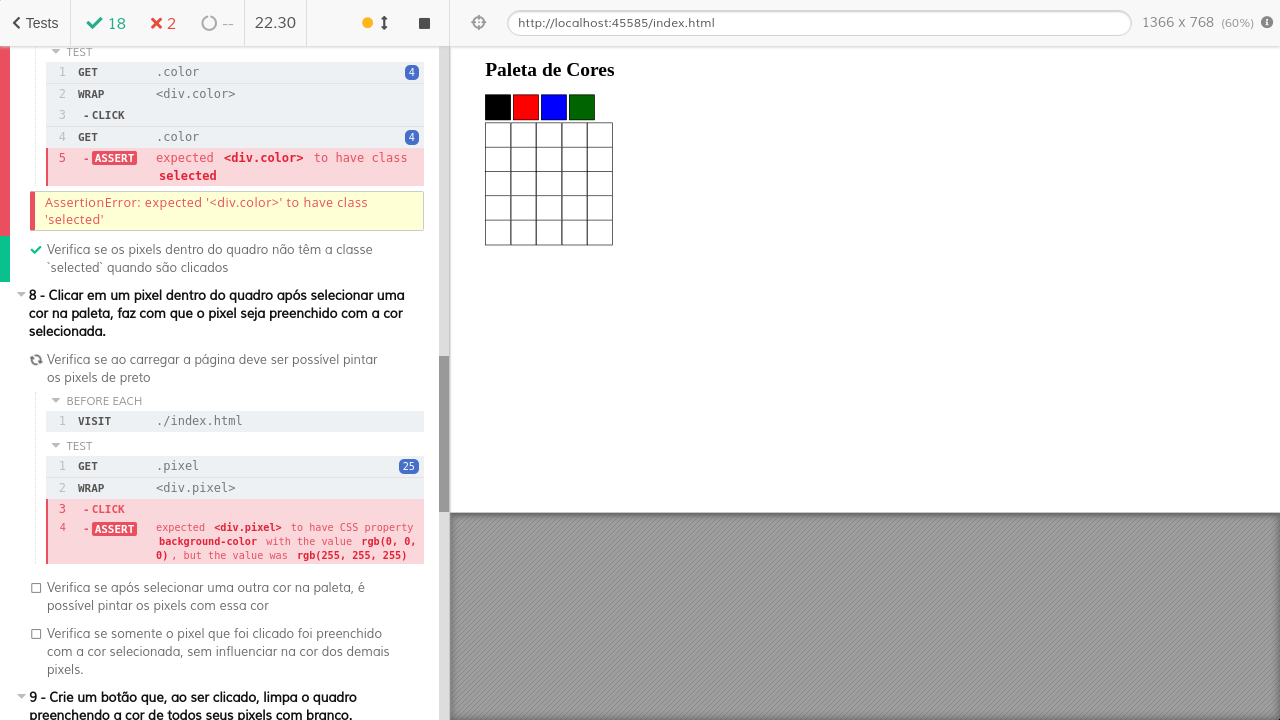 Tests
18
2
--
22.30
http://localhost:45585/index.html
1366 x 768 (60%)
TEST
1 GET .color 4
2 WRAP <div.color>
3 -CLICK
4 GET .color 4
5 -ASSERT expected <div.color> to have class
selected
AssertionError: expected '<div.color>' to have class
'selected'
Verifica se os pixels dentro do quadro não têm a classe
`selected` quando são clicados
8 - Clicar em um pixel dentro do quadro após selecionar uma
cor na paleta, faz com que o pixel seja preenchido com a cor
selecionada.
Verifica se ao carregar a página deve ser possível pintar
os pixels de preto
BEFORE EACH
1 VISIT ./index.html
TEST
1 GET .pixel 25
2 WRAP <div.pixel>
3 -CLICK
4 -ASSERT expected <div.pixel> to have CSS property
background-color with the value rgb(0, 0,
0), but the value was rgb(255, 255, 255)
Verifica se após selecionar uma outra cor na paleta, é
possível pintar os pixels com essa cor
Verifica se somente o pixel que foi clicado foi preenchido
com a cor selecionada, sem influenciar na cor dos demais
pixels.
9 - Crie um botão que, ao ser clicado, limpa o quadro
preenchendo a cor de todos seus pixels com branco.
Paleta de Cores